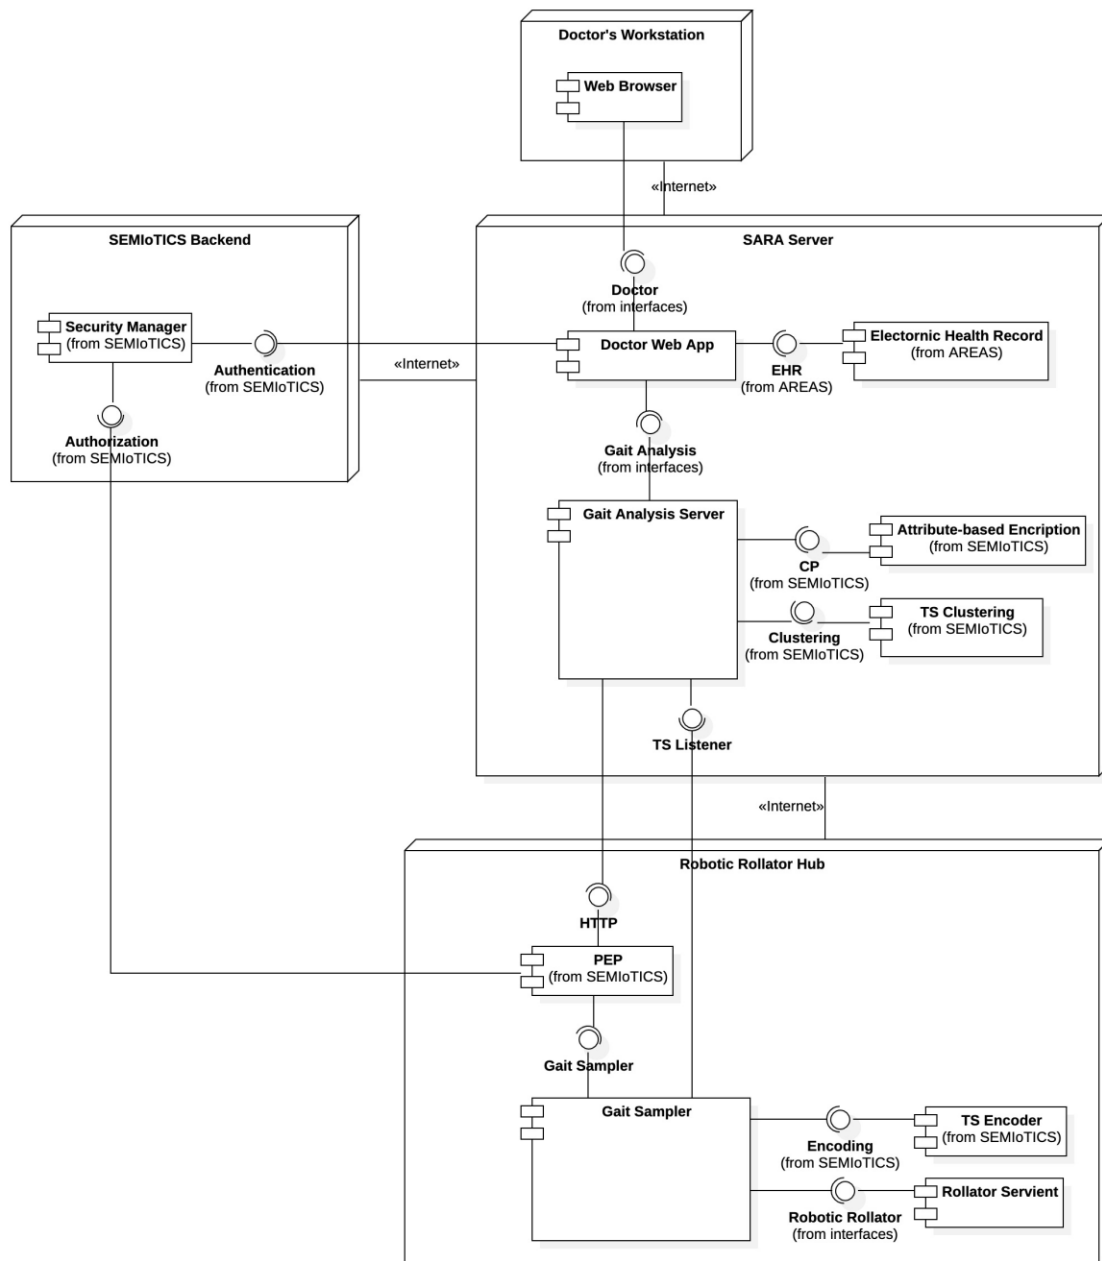 Doctor's Workstation
Web Browser
«Internet»
SEMIoTICS Backend
SARA Server
Doctor
(from interfaces)
Security Manager
(from SEMIoTICS)
Authentication
(from SEMIoTICS)
«Internet»
Doctor Web App
EHR
(from AREAS)
Electornic Health Record
(from AREAS)
Authorization
(from SEMIoTICS)
Gait Analysis
(from interfaces)
Gait Analysis Server
CP
(from SEMIoTICS)
Attribute-based Encription
(from SEMIoTICS)
Clustering
(from SEMIoTICS)
TS Clustering
(from SEMIoTICS)
TS Listener
«Internet»
Robotic Rollator Hub
HTTP
PEP
(from SEMIoTICS)
Gait Sampler
Gait Sampler
Encoding
(from SEMIoTICS)
TS Encoder
(from SEMIoTICS)
Robotic Rollator
(from interfaces)
Rollator Servient